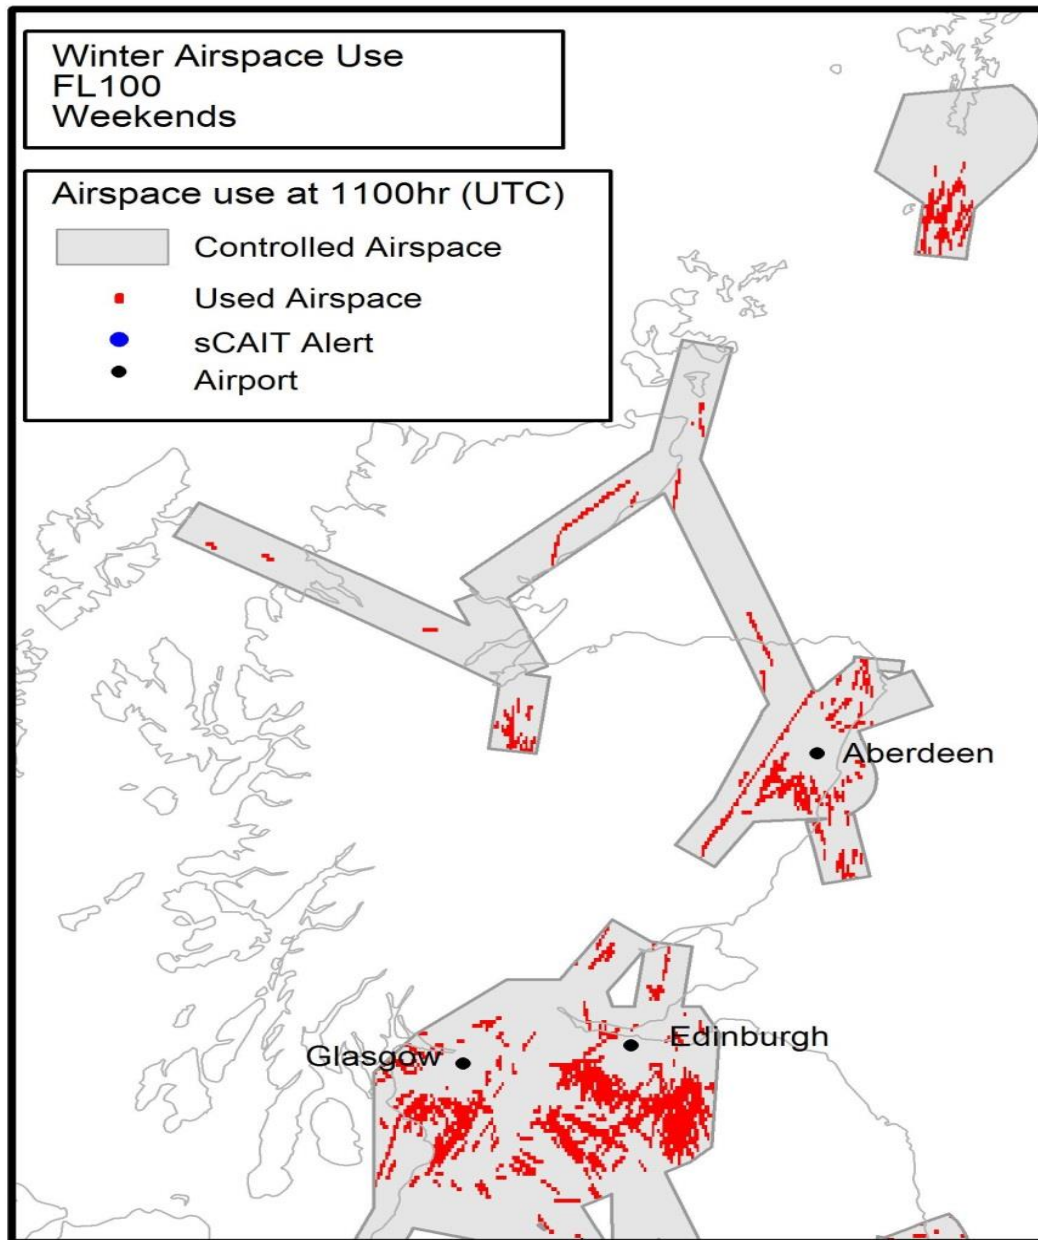 Winter Airspace Use
FL100
Weekends
Airspace use at 1100hr (UTC)
Controlled Airspace
Used Airspace
sCAIT Alert
Airport
Aberdeen
Edinburgh
Glasgow